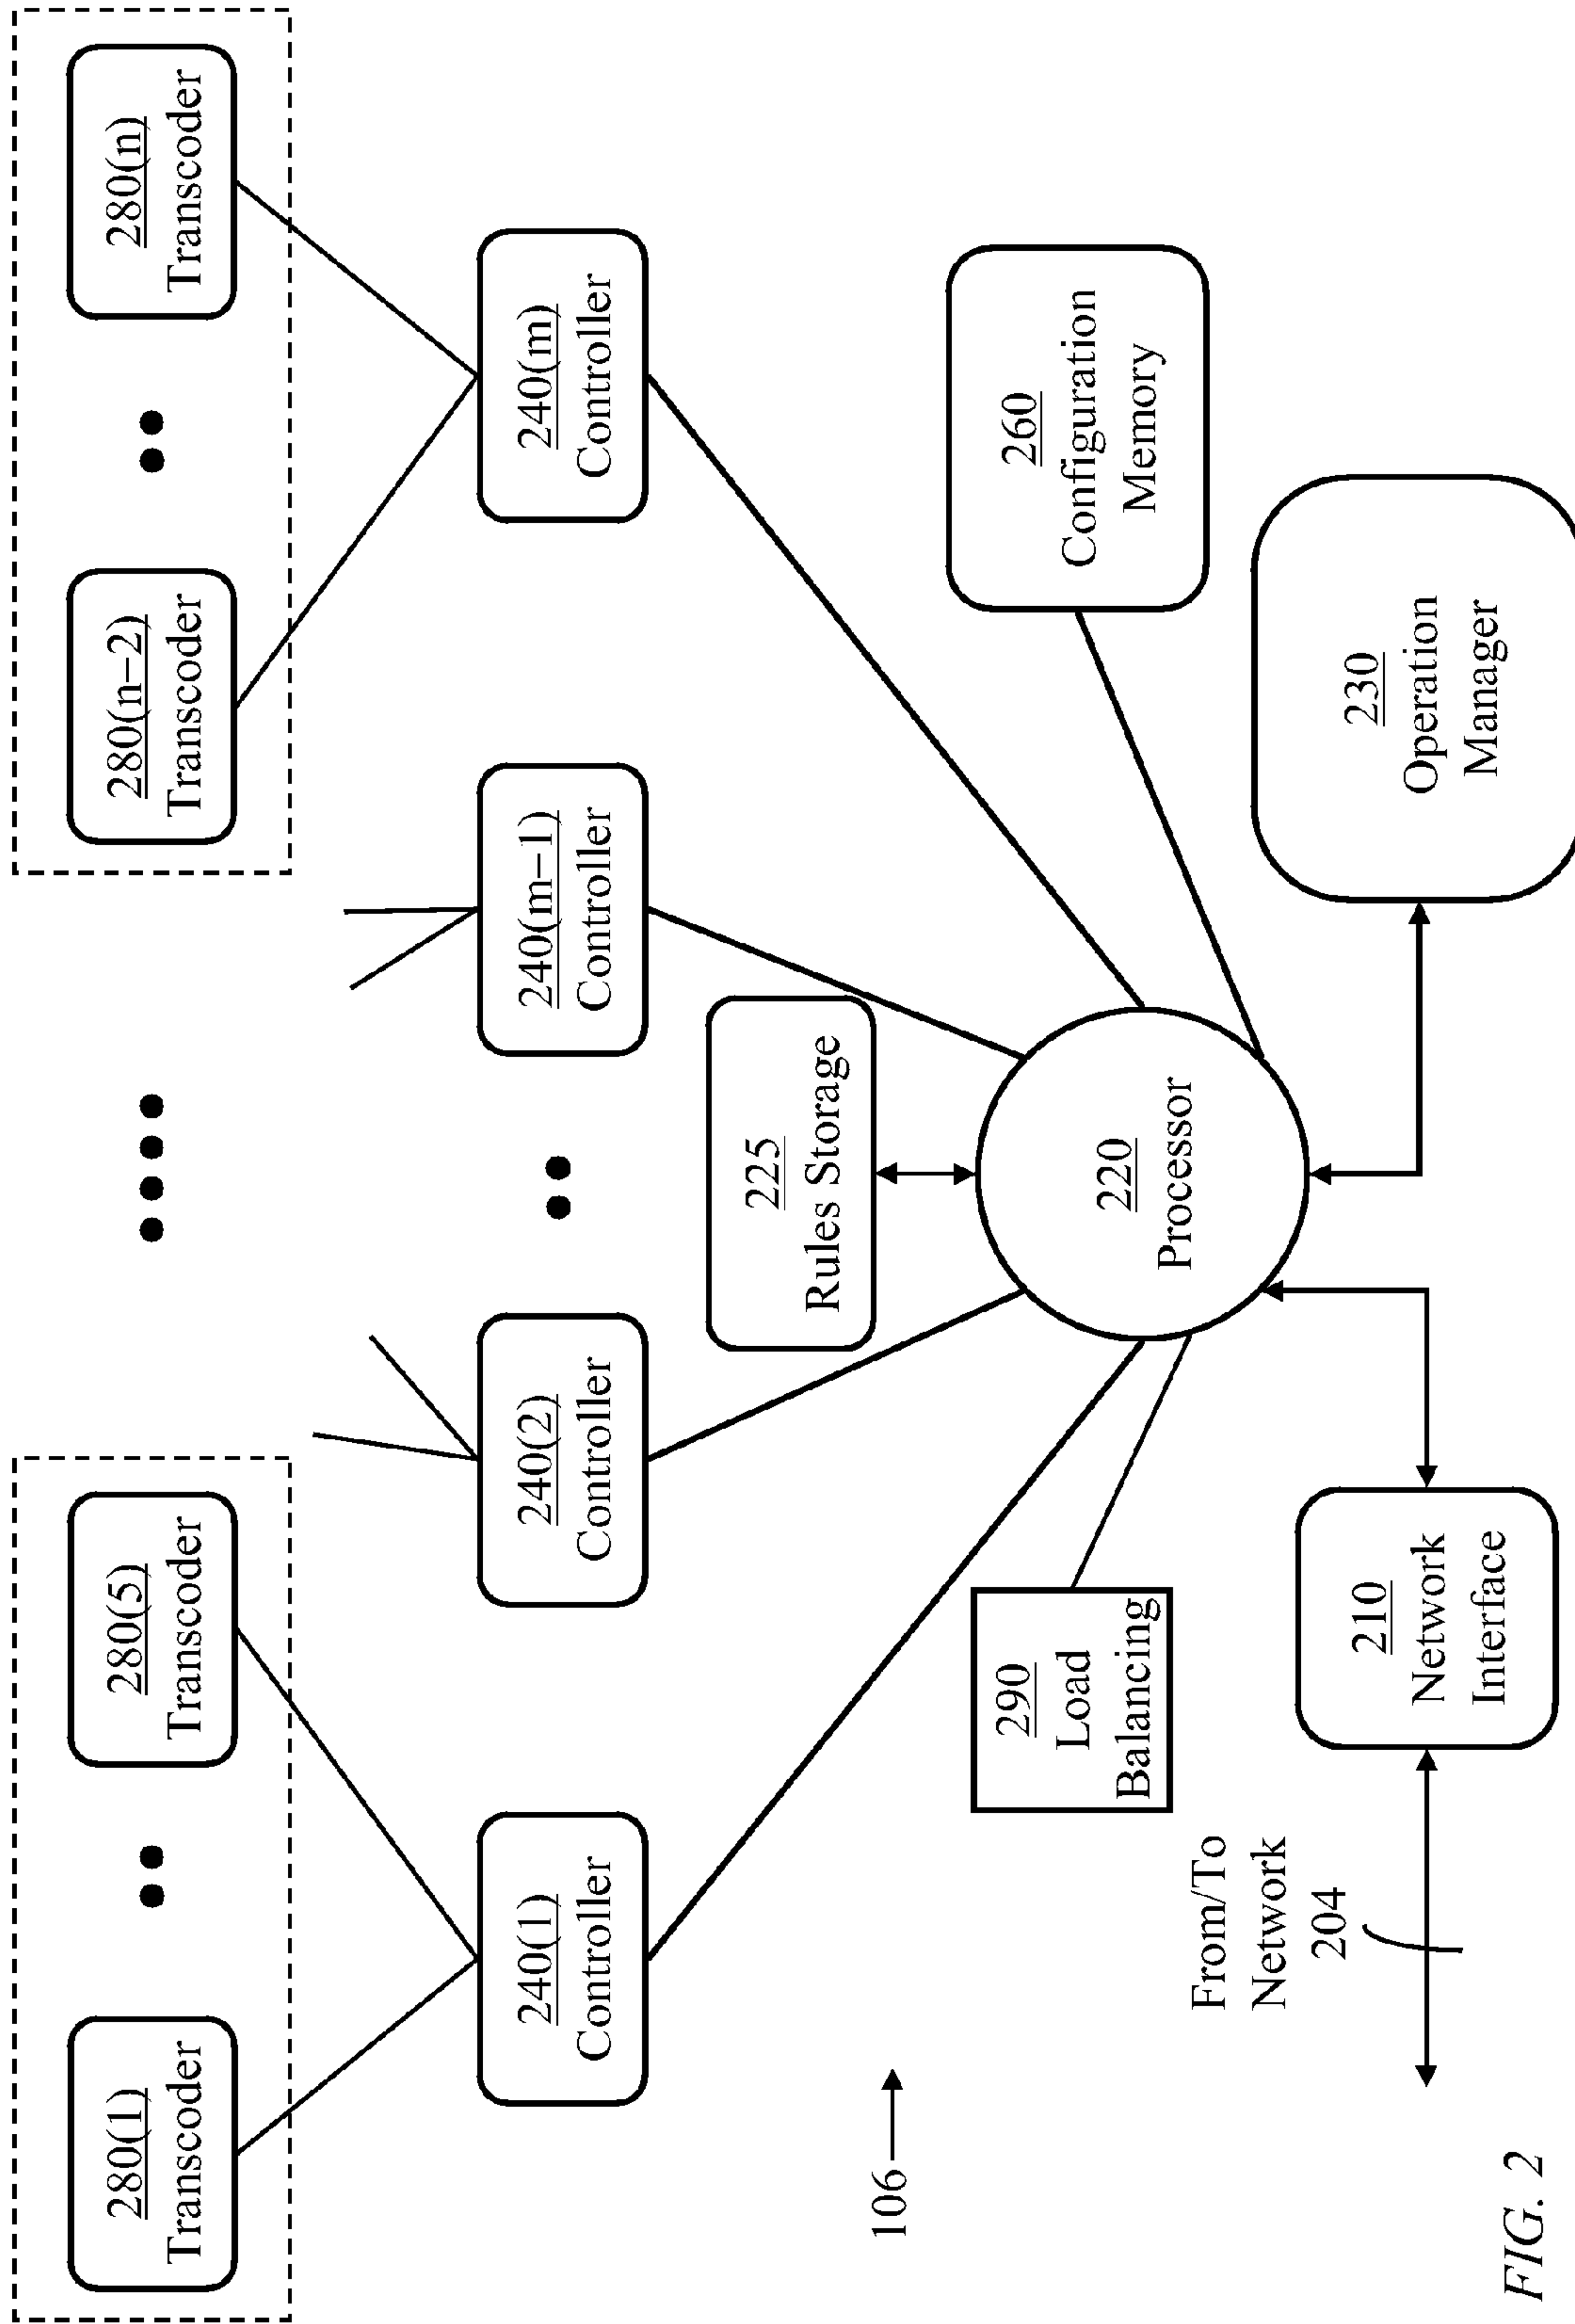 280(1)
Transcoder
280(5)
Transcoder
280(n–2)
Transcoder
280(n)
Transcoder
240(1)
Controller
240(2)
Controller
240(m–1)
Controller
240(m)
Controller
225
Rules Storage
106
290
Load
Balancing
220
Processor
260
Configuration
Memory
From/To
Network
204
210
Network
Interface
230
Operation
Manager
FIG. 2